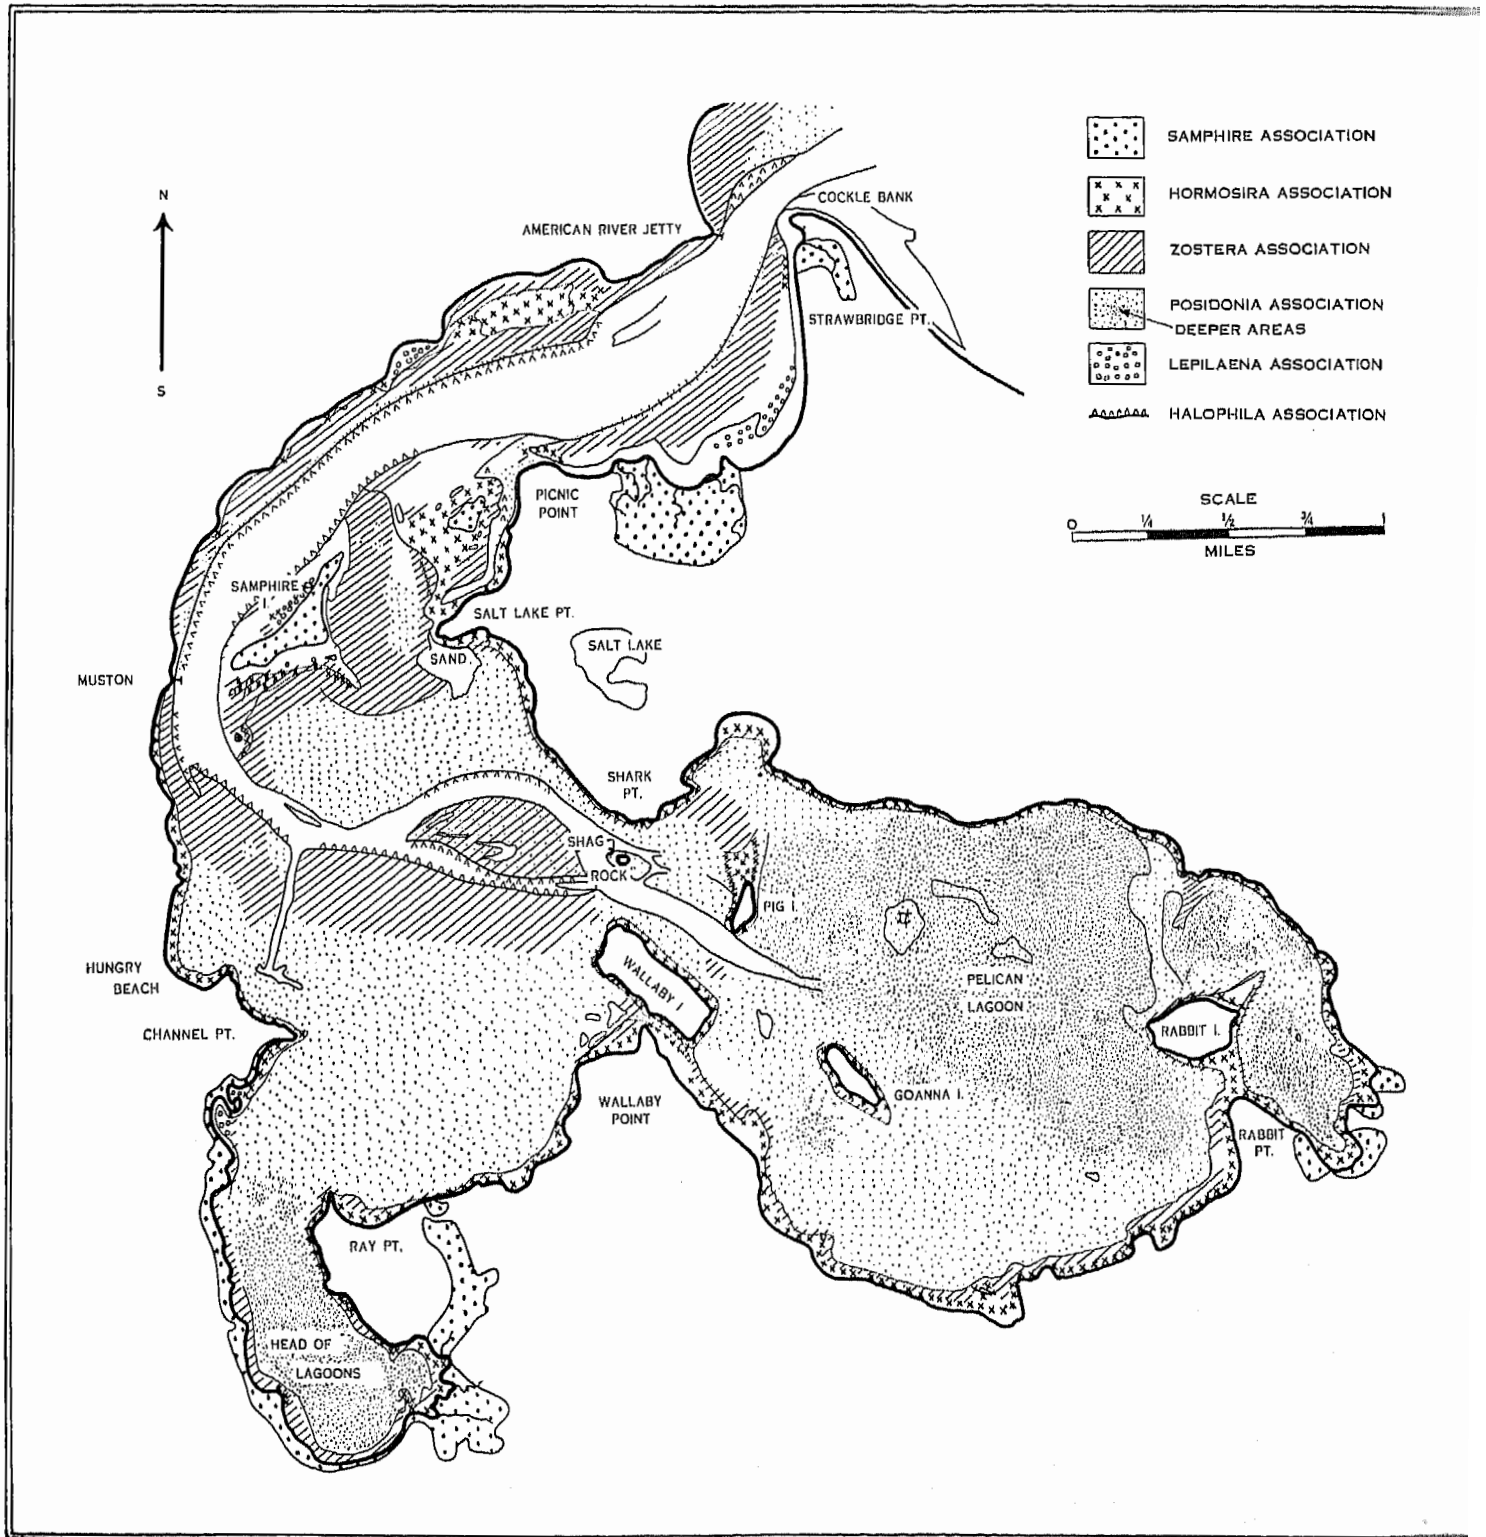 SAMPHIRE ASSOCIATION
HORMOSIRA ASSOCIATION
ZOSTERA ASSOCIATION
POSIDONIA ASSOCIATION
DEEPER AREAS
LEPILAENA ASSOCIATION
HALOPHILA ASSOCIATION
SCALE
0 1/4 1/2 3/4 1
MILES
N
S
COCKLE BANK
AMERICAN RIVER JETTY
STRAWBRIDGE PT.
PICNIC
POINT
SAMPHIRE
I.
SALT LAKE PT.
SALT LAKE
SAND
MUSTON
SHARK
PT.
SHAG
ROCK
PIG I.
HUNGRY
BEACH
WALLABY I.
PELICAN
LAGOON
CHANNEL PT.
RABBIT I.
GOANNA I.
WALLABY
POINT
RABBIT
PT.
RAY PT.
HEAD OF
LAGOONS